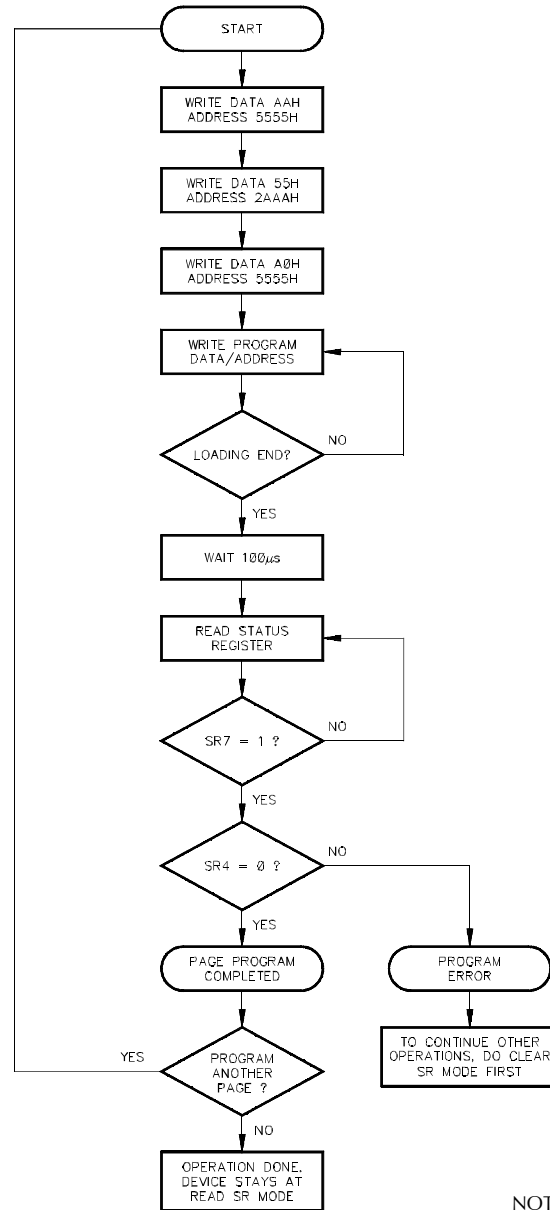 START
WRITE DATA AAH
ADDRESS 5555H
WRITE DATA 55H
ADDRESS 2AAAH
WRITE DATA A0H
ADDRESS 5555H
WRITE PROGRAM
DATA/ADDRESS
LOADING END?
NO
YES
WAIT 100µs
READ STATUS
REGISTER
SR7 = 1 ?
NO
YES
SR4 = 0 ?
NO
YES
PAGE PROGRAM
COMPLETED
PROGRAM
ERROR
YES
PROGRAM
ANOTHER
PAGE ?
TO CONTINUE OTHER
OPERATIONS, DO CLEAR
SR MODE FIRST
NO
OPERATION DONE,
DEVICE STAYS AT
READ SR MODE
NOT